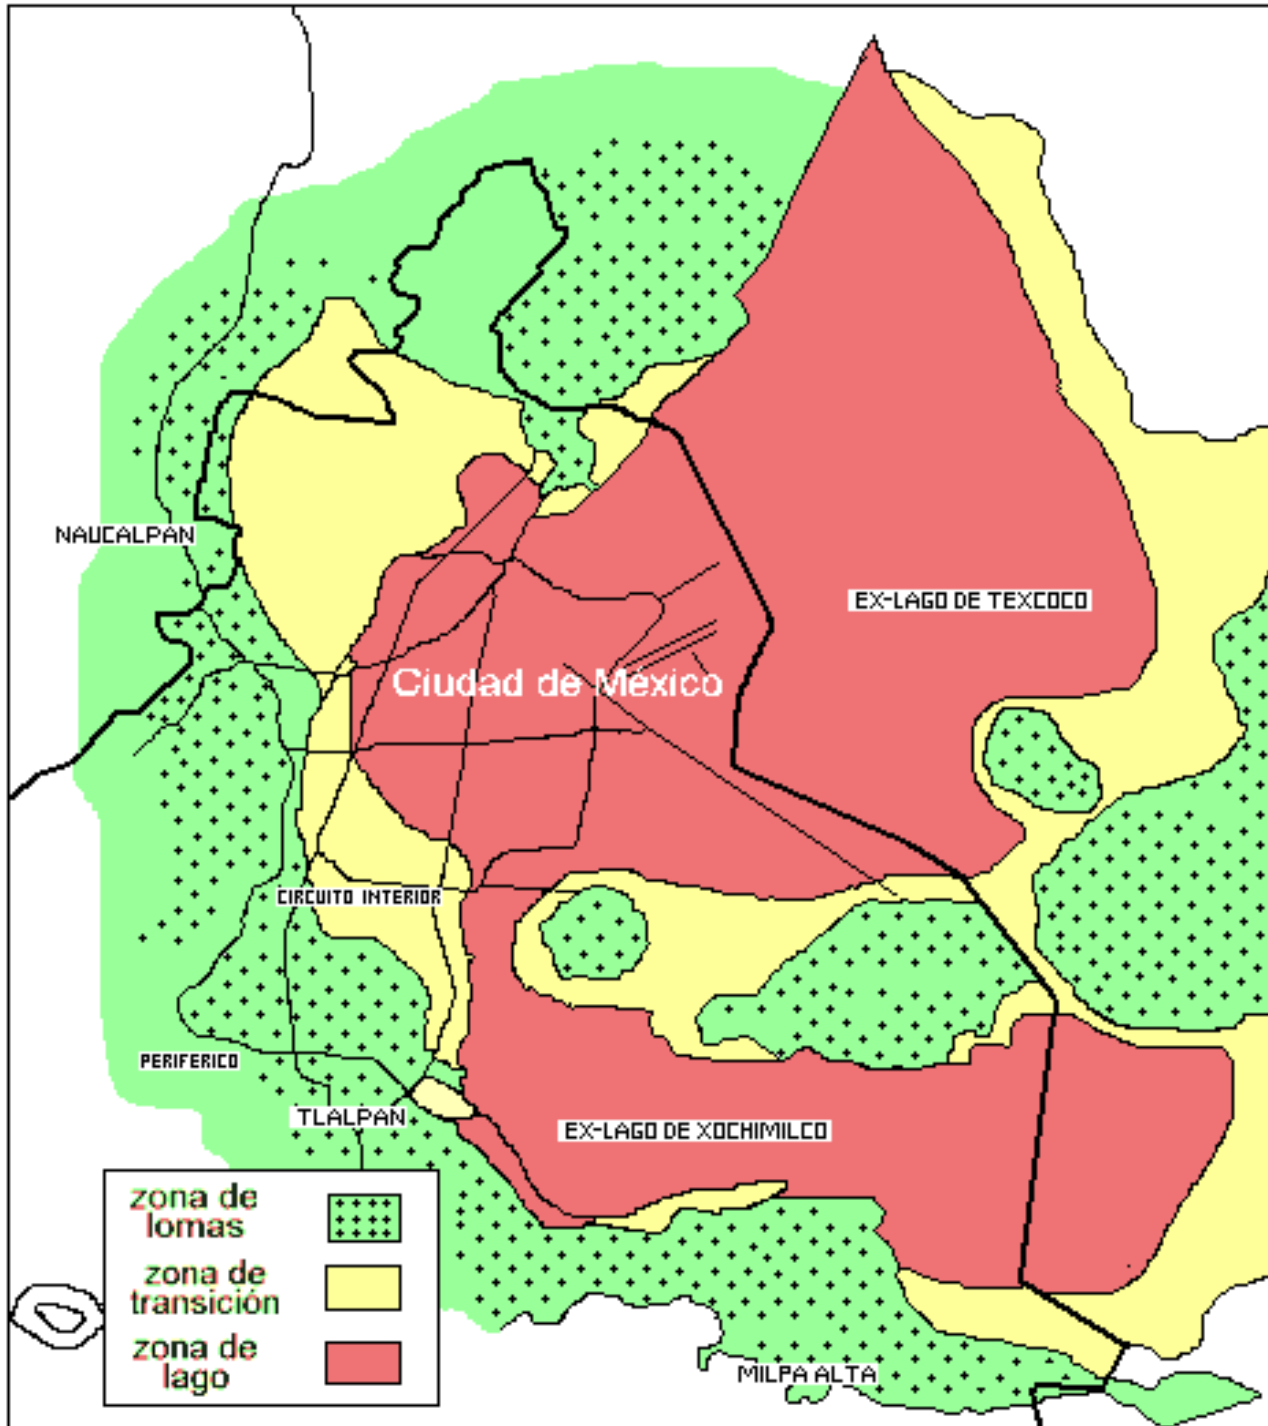 NAUCALPAN
EX-LAGO DE TEXCOCO
Ciudad de México
CIRCUITO INTERIOR
PERIFERICO
TLALPAN
EX-LAGO DE XOCHIMILCO
zona de
lomas
zona de
transición
zona de
lago
MILPA ALTA